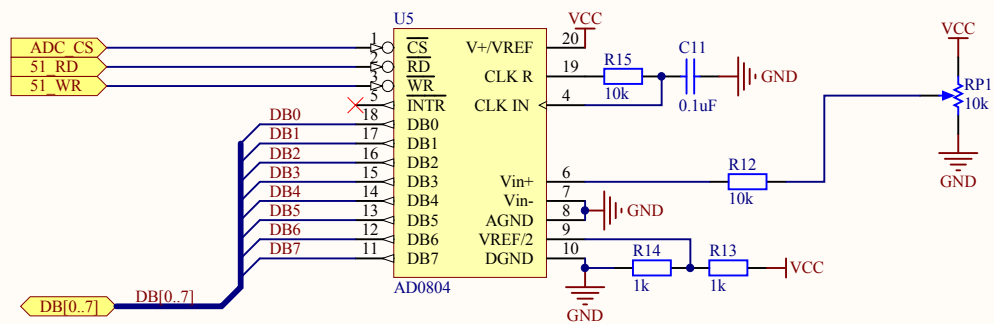 U5
VCC
VCC
ADC_CS
1
CS
V+/VREF
20
51_RD
2
RD
CLK R
19
R15
10k
C11
0.1uF
GND
51_WR
3
WR
5
INTR
CLK IN
4
RP1
10k
GND
DB0
18
DB0
DB1
17
DB1
DB2
16
DB2
DB3
15
DB3
Vin+
6
R12
10k
DB4
14
DB4
Vin-
7
DB5
13
DB5
AGND
8
GND
DB6
12
DB6
VREF/2
9
DB7
11
DB7
DGND
10
R14
1k
R13
1k
VCC
GND
AD0804
DB[0..7]
DB[0..7]